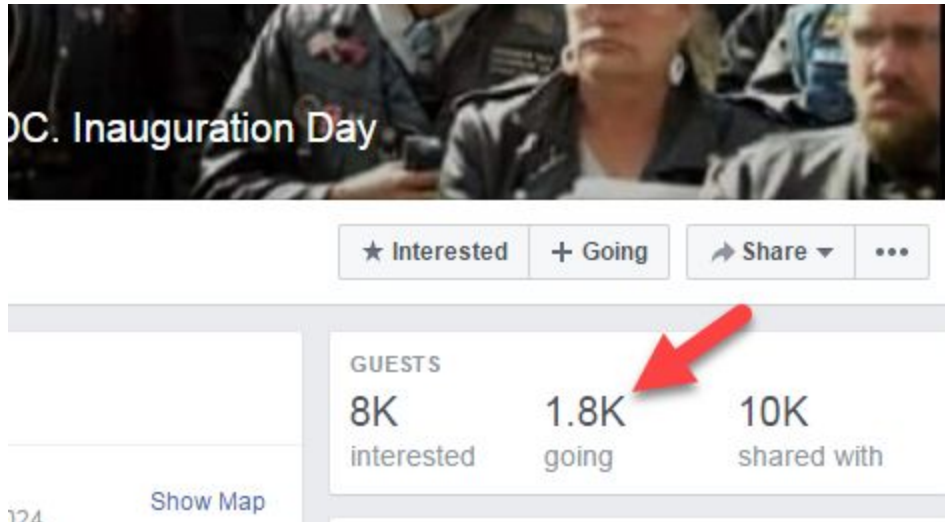 DC. Inauguration Day
Interested
Going
Share
GUESTS
8K
1.8K
10K
interested
going
shared with
Show Map